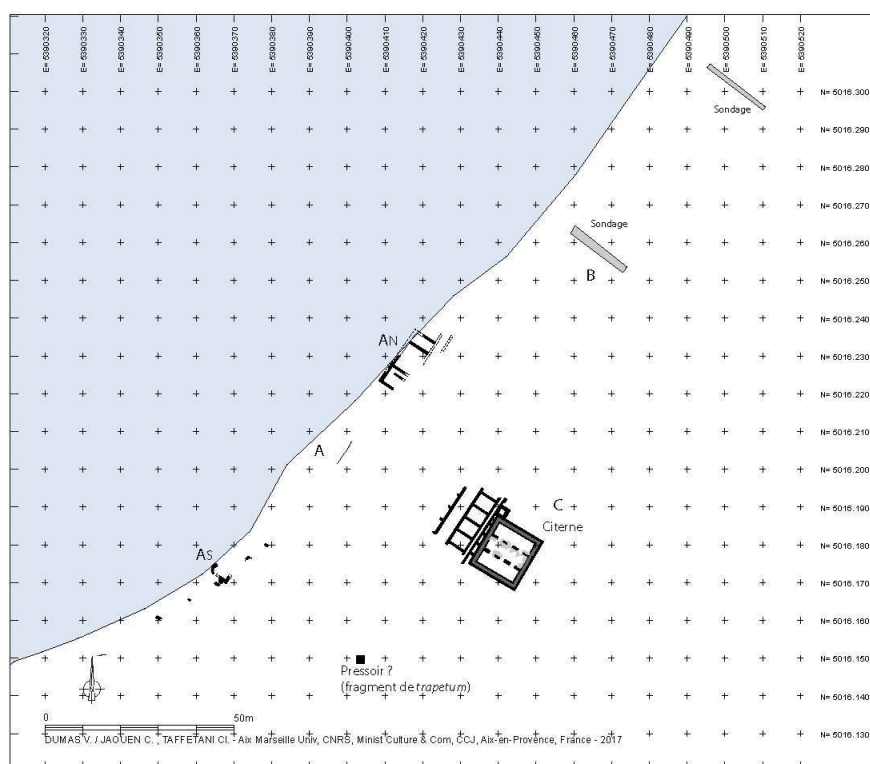 E= 5390320
E= 5390330
E= 5390340
E= 5390350
E= 5390360
E= 5390370
E= 5390380
E= 5390390
E= 5390400
E= 5390410
E= 5390420
E= 5390430
E= 5390440
E= 5390450
E= 5390460
E= 5390470
E= 5390480
E= 5390490
E= 5390500
E= 5390510
E= 5390520
N= 5016.300
Sondage
N= 5016.290
N= 5016.280
N= 5016.270
Sondage
N= 5016.260
B
N= 5016.250
N= 5016.240
AN
N= 5016.230
N= 5016.220
N= 5016.210
A
N= 5016.200
C
N= 5016.190
Citerne
N= 5016.180
AS
N= 5016.170
N= 5016.160
N= 5016.150
Pressoir ?
(fragment de trapetum)
N= 5016.140
0 50m
N= 5016.130
DUMAS V. / JAOUEN C. , TAFFETANI Cl. - Aix Marseille Univ, CNRS, Minist Culture & Com, CCJ, Aix-en-Provence, France - 2017